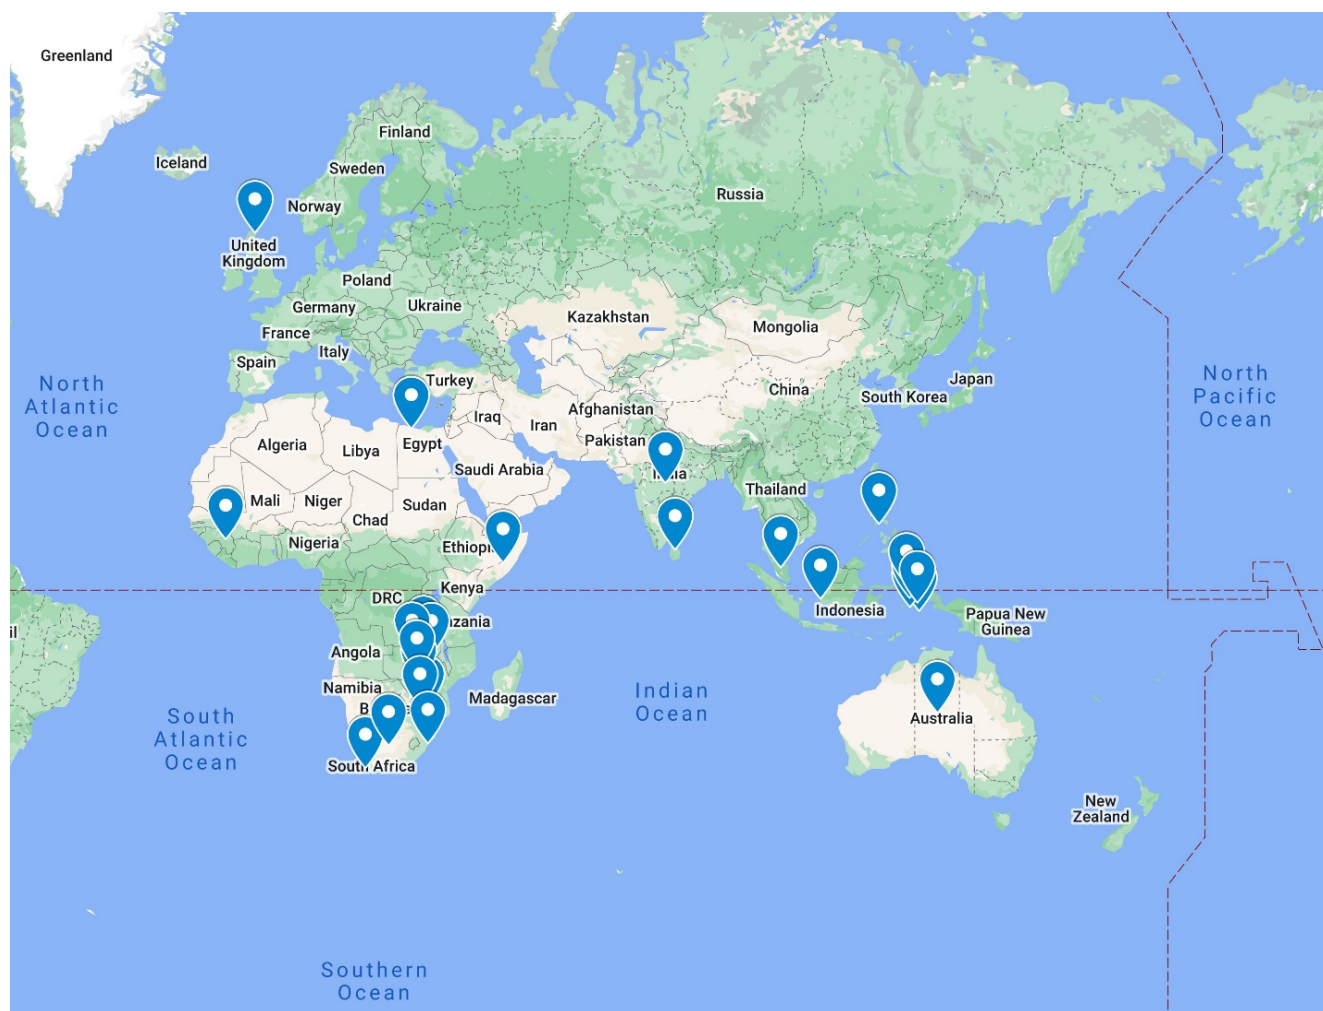 Greenland
Finland
Iceland
Sweden
Russia
Norway
United
Kingdom
Poland
Germany
Ukraine
Kazakhstan
France
Mongolia
Italy
Spain
Turkey
Japan
North
Atlantic
Ocean
North
Pacific
Ocean
China
South Korea
Afghanistan
Iraq
Iran
Pakistan
Algeria
Libya
Egypt
Saudi Arabia
Thailand
Mali
Niger
Sudan
Chad
Nigeria
Kenya
DRC
Indonesia
Papua New
Guinea
Angola
Namibia
Madagascar
Indian
Ocean
South
Atlantic
Ocean
Australia
South Africa
New
Zealand
Southern
Ocean